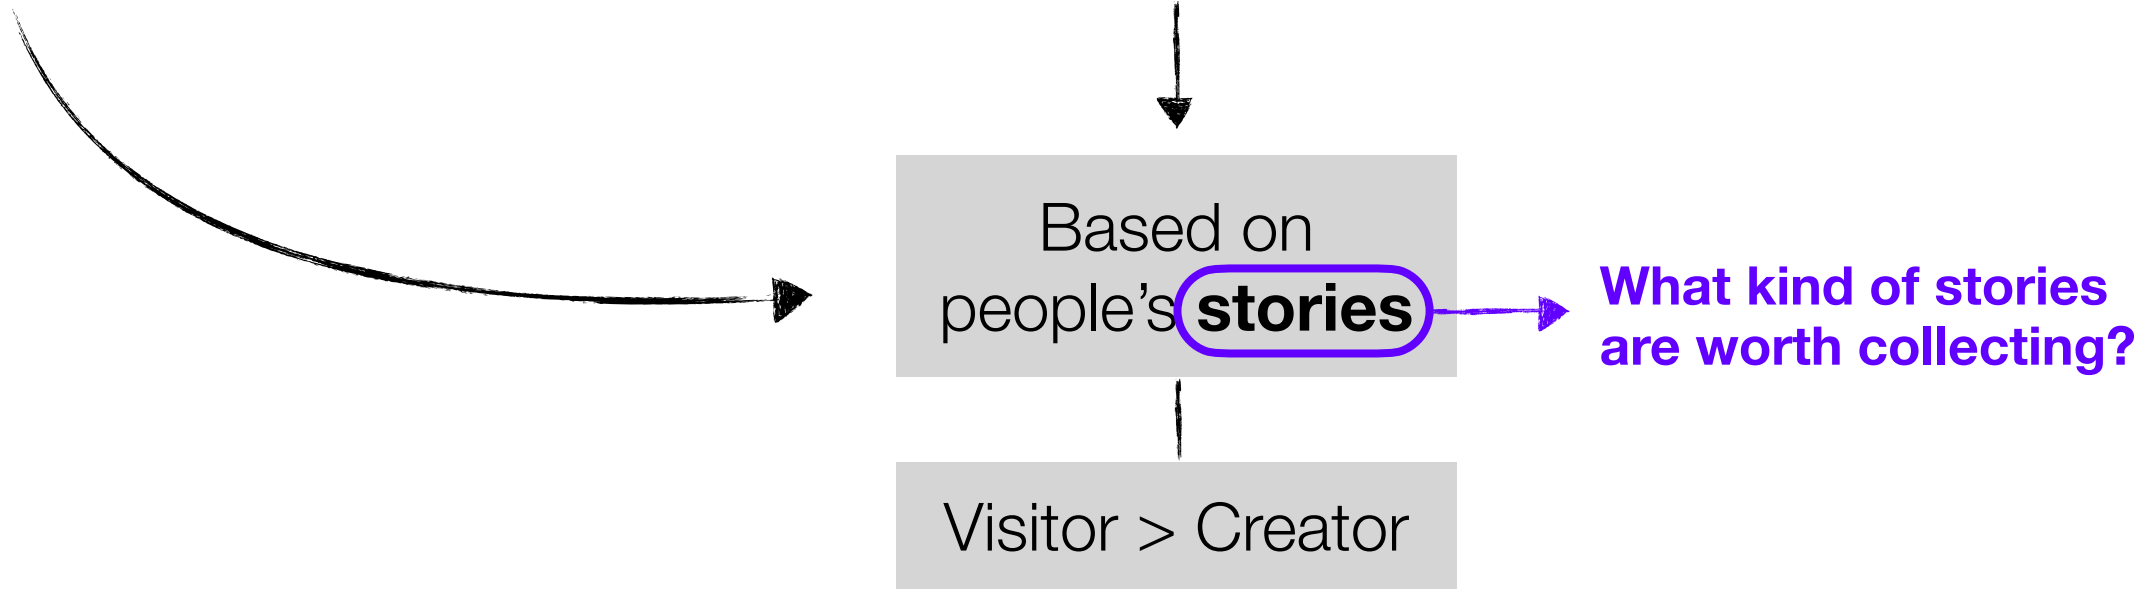 Based on
people’s stories
What kind of stories
are worth collecting?
Visitor > Creator